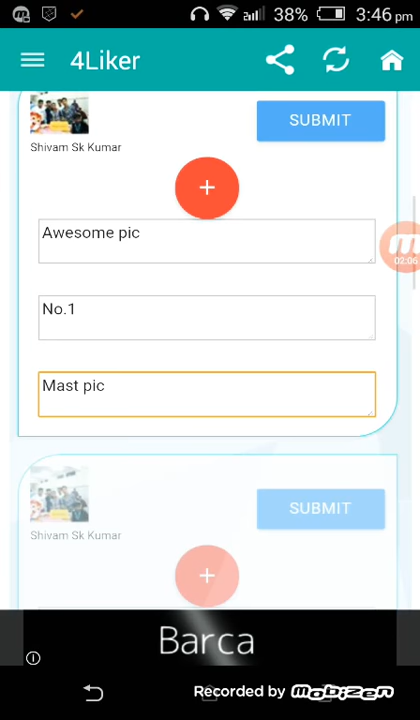 38% 3:46 pm
4Liker
SUBMIT
Shivam Sk Kumar
+
Awesome pic
No.1
Mast pic
02:06
SUBMIT
Shivam Sk Kumar
+
Barca
Recorded by mobizen